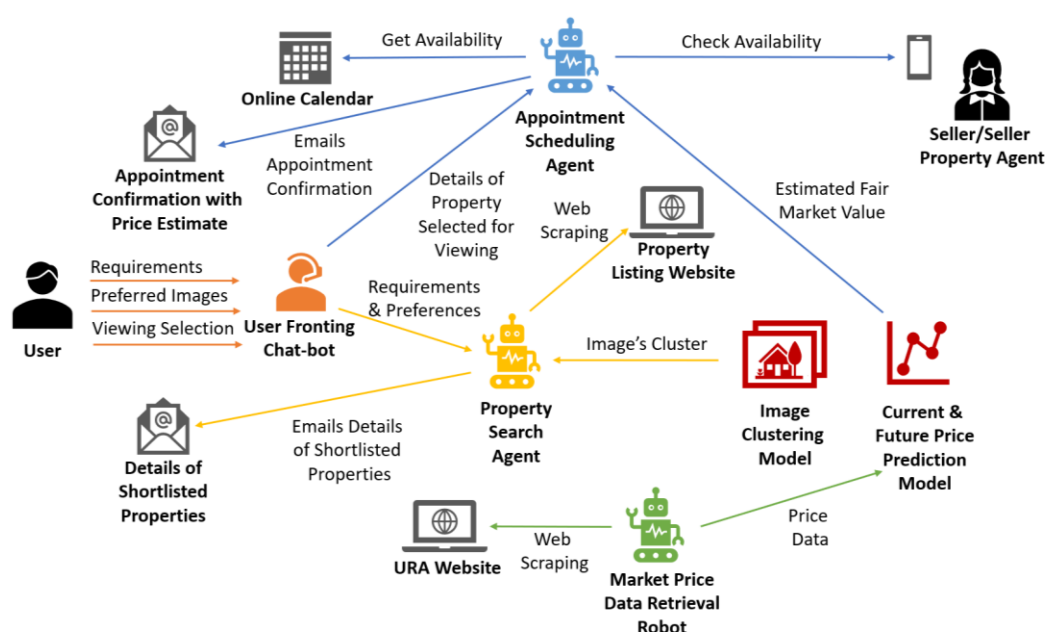 Get Availability
Check Availability
Online Calendar
Appointment
Scheduling
Agent
Seller/Seller
Property Agent
Emails
Appointment
Confirmation
Appointment
Confirmation with
Price Estimate
Details of
Property
Selected for
Viewing
Estimated Fair
Market Value
Web
Scraping
Property
Listing Website
Requirements
Preferred Images
Viewing Selection
User
User Fronting
Chat-bot
Requirements
& Preferences
Image's Cluster
Property
Search
Agent
Image
Clustering
Model
Current &
Future Price
Prediction
Model
Emails Details
of Shortlisted
Properties
@
Details of
Shortlisted
Properties
@
URA Website
Web
Scraping
Price
Data
Market Price
Data Retrieval
Robot